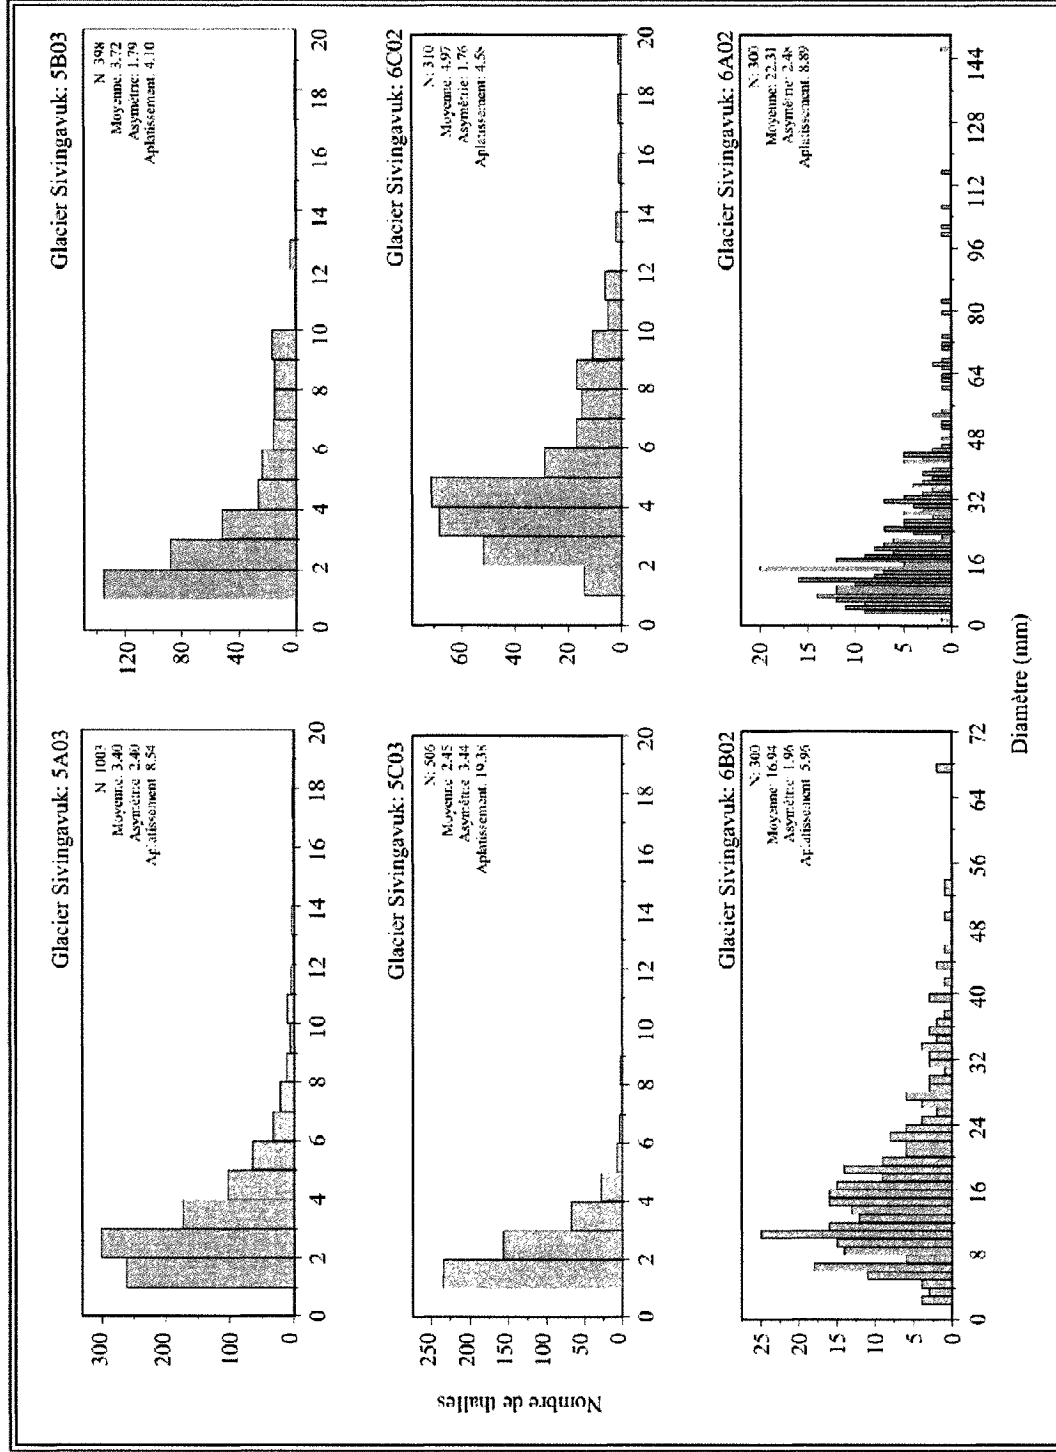 Glacier Sivingavuk: 5A03
N 1003
Moyenne: 3.40
Asymétrie: 2.40
Aplatissement: 8.54
300
200
100
0
0 2 4 6 8 10 12 14 16 18 20
Glacier Sivingavuk: 5B03
N 398
Moyenne: 3.72
Asymétrie: 1.79
Aplatissement: 4.10
120
80
40
0
0 2 4 6 8 10 12 14 16 18 20
Nombre de thalles
Glacier Sivingavuk: 5C03
N: 506
Moyenne: 2.45
Asymétrie: 3.44
Aplatissement: 19.38
250
200
150
100
50
0
0 2 4 6 8 10 12 14 16 18 20
Glacier Sivingavuk: 6C02
N: 310
Moyenne: 4.97
Asymétrie: 1.76
Aplatissement: 4.58
60
40
20
0
0 2 4 6 8 10 12 14 16 18 20
Glacier Sivingavuk: 6B02
N: 300
Moyenne: 16.94
Asymétrie: 1.96
Aplatissement: 5.96
25
20
15
10
5
0
0 8 16 24 32 40 48 56 64 72
Glacier Sivingavuk: 6A02
N: 300
Moyenne: 22.31
Asymétrie: 2.48
Aplatissement: 8.89
20
15
10
5
0
0 16 32 48 64 80 96 112 128 144
Diamètre (mm)